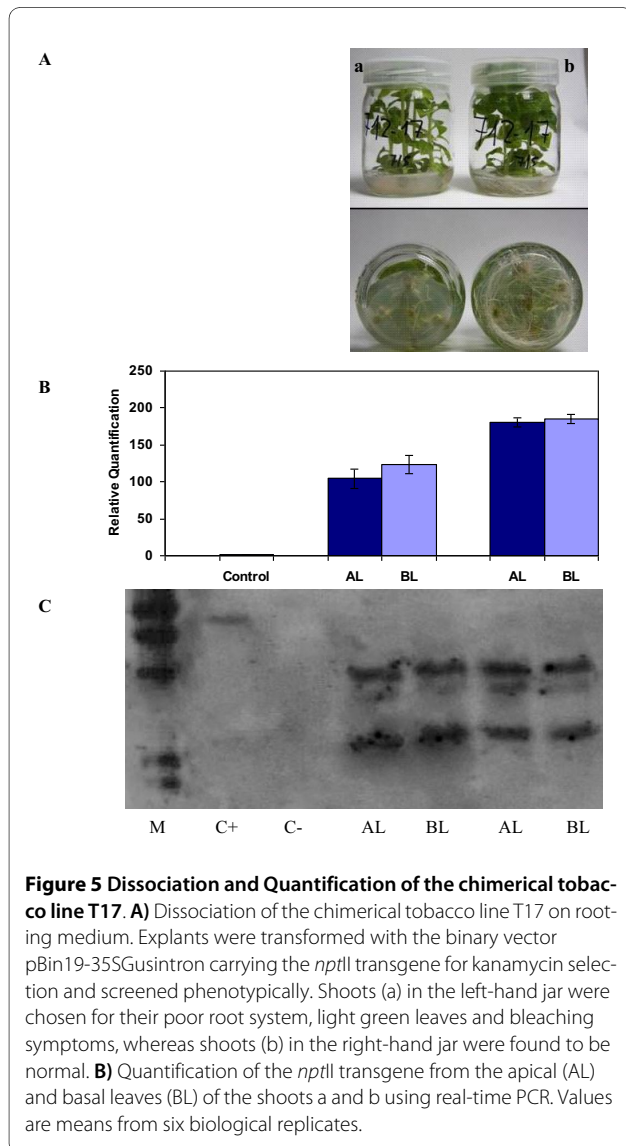 A
a
b
712-17
715
712-17
715
B
Relative Quantification
250
200
150
100
50
0
Control
AL
BL
AL
BL
C
M
C+
C-
AL
BL
AL
BL
Figure 5 Dissociation and Quantification of the chimerical tobac-
co line T17. A) Dissociation of the chimerical tobacco line T17 on root-
ing medium. Explants were transformed with the binary vector
pBin19-35SGusintron carrying the nptII transgene for kanamycin selec-
tion and screened phenotypically. Shoots (a) in the left-hand jar were
chosen for their poor root system, light green leaves and bleaching
symptoms, whereas shoots (b) in the right-hand jar were found to be
normal. B) Quantification of the nptII transgene from the apical (AL)
and basal leaves (BL) of the shoots a and b using real-time PCR. Values
are means from six biological replicates.